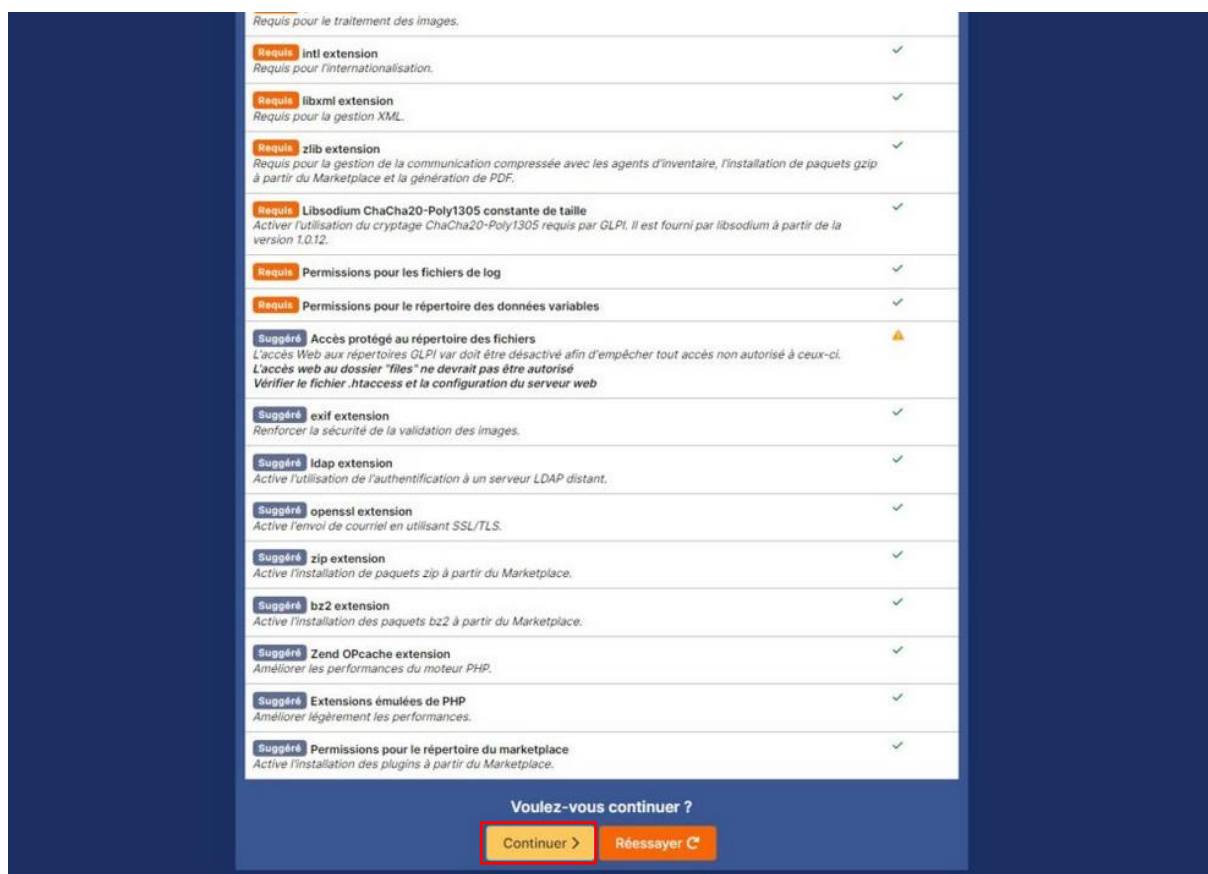 Requis pour le traitement des images.
Requis intl extension
Requis pour l'internationalisation.
Requis libxml extension
Requis pour la gestion XML.
Requis zlib extension
Requis pour la gestion de la communication compressée avec les agents d'inventaire, l'installation de paquets gzip
à partir du Marketplace et la génération de PDF.
Requis Libsodium ChaCha20-Poly1305 constante de taille
Activer l'utilisation du cryptage ChaCha20-Poly1305 requis par GLPI. Il est fourni par libsodium à partir de la
version 1.0.12.
Requis Permissions pour les fichiers de log
Requis Permissions pour le répertoire des données variables
Suggéré Accès protégé au répertoire des fichiers
L'accès Web aux répertoires GLPI var doit être désactivé afin d'empêcher tout accès non autorisé à ceux-ci.
L'accès web au dossier "files" ne devrait pas être autorisé
Vérifier le fichier .htaccess et la configuration du serveur web
Suggéré exif extension
Renforcer la sécurité de la validation des images.
Suggéré ldap extension
Active l'utilisation de l'authentification à un serveur LDAP distant.
Suggéré openssl extension
Active l'envoi de courriel en utilisant SSL/TLS.
Suggéré zip extension
Active l'installation de paquets zip à partir du Marketplace.
Suggéré bz2 extension
Active l'installation des paquets bz2 à partir du Marketplace.
Suggéré Zend OPcache extension
Améliorer les performances du moteur PHP.
Suggéré Extensions émulées de PHP
Améliorer légèrement les performances.
Suggéré Permissions pour le répertoire du marketplace
Active l'installation des plugins à partir du Marketplace.
Voulez-vous continuer ?
Continuer
Réessayer